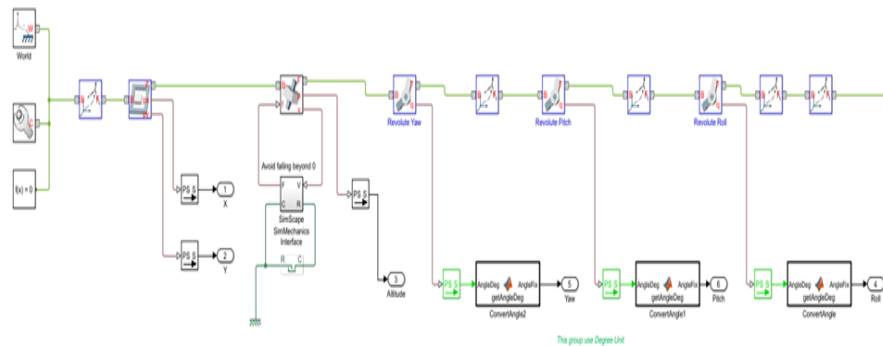 World
f(x) = 0
Revolute Yaw
Revolute Pitch
Revolute Roll
Avoid falling beyond 0
F V
C R
SimScape
SimMechanics
Interface
R C
PS S
1
X
PS S
2
Y
PS S
3
Altitude
PS S
AngleDeg AngleFix
getAngleDeg
ConvertAngle2
5
Yaw
PS S
AngleDeg AngleFix
getAngleDeg
ConvertAngle1
6
Pitch
PS S
AngleDeg AngleFix
getAngleDeg
ConvertAngle
4
Roll
This group use Degree Unit